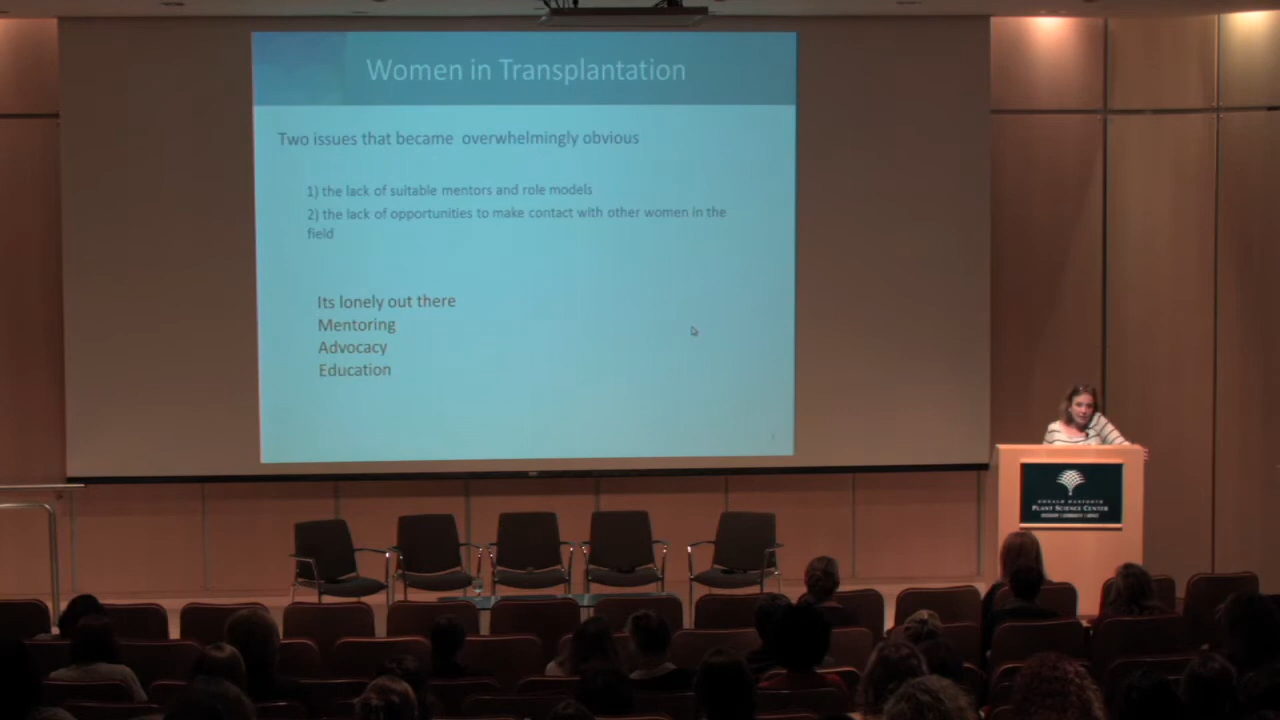 Women in Transplantation
Two issues that became overwhelmingly obvious
1) the lack of suitable mentors and role models
2) the lack of opportunities to make contact with other women in the
field
Its lonely out there
Mentoring
Advocacy
Education
DONALD DANFORTH
PLANT SCIENCE CENTER